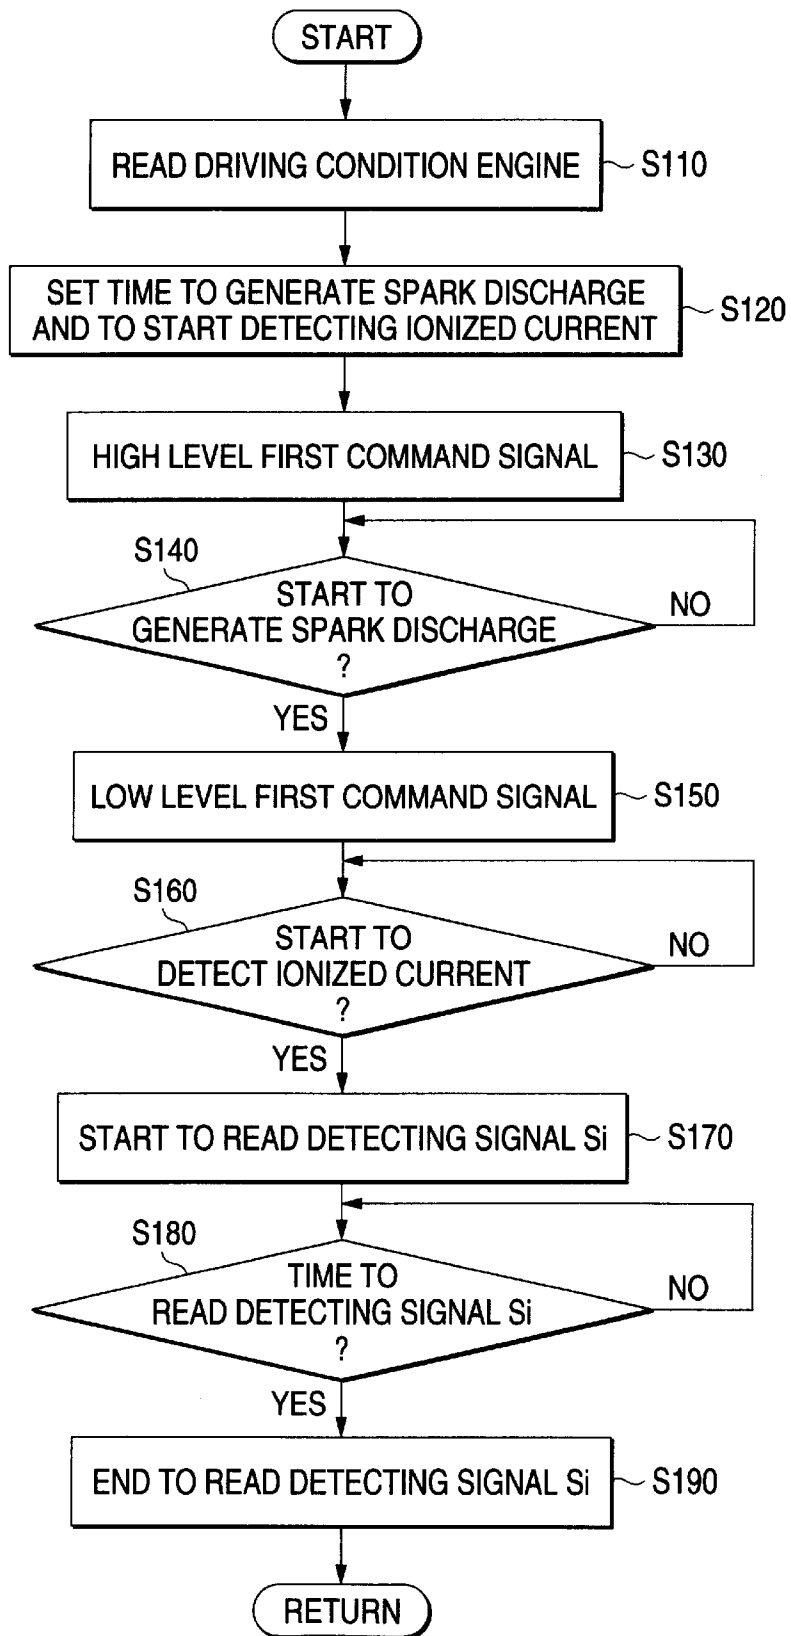 START
READ DRIVING CONDITION ENGINE
S110
SET TIME TO GENERATE SPARK DISCHARGE
AND TO START DETECTING IONIZED CURRENT
S120
HIGH LEVEL FIRST COMMAND SIGNAL
S130
S140
START TO
GENERATE SPARK DISCHARGE
?
NO
YES
LOW LEVEL FIRST COMMAND SIGNAL
S150
S160
START TO
DETECT IONIZED CURRENT
?
NO
YES
START TO READ DETECTING SIGNAL Si
S170
S180
TIME TO
READ DETECTING SIGNAL Si
?
NO
YES
END TO READ DETECTING SIGNAL Si
S190
RETURN